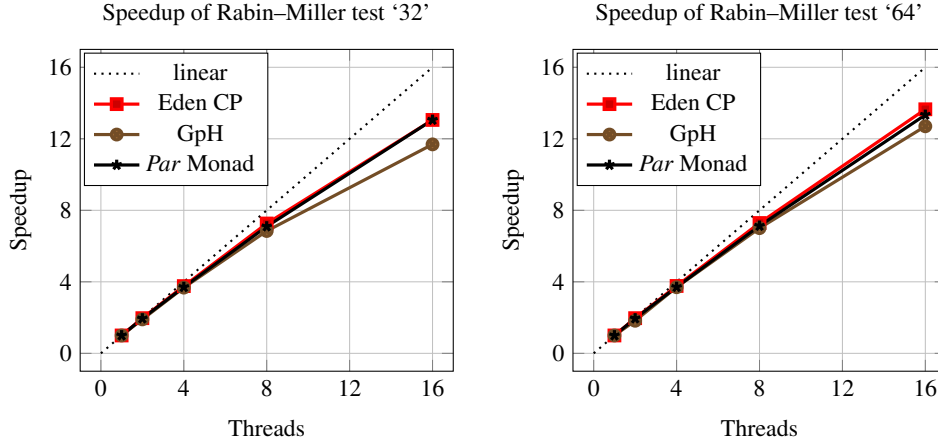 Speedup of Rabin–Miller test ‘32’
16
12
8
4
0
Speedup
linear
Eden CP
GpH
Par Monad
0 4 8 12 16
Threads
Speedup of Rabin–Miller test ‘64’
16
12
8
4
0
Speedup
linear
Eden CP
GpH
Par Monad
0 4 8 12 16
Threads